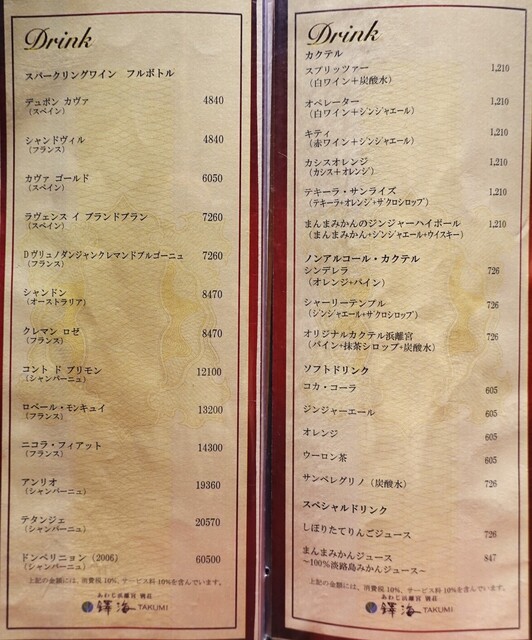 Drink
スパークリングワイン　フルボトル
デュポン カヴァ 4840
（スペイン）
シャンドヴィル 4840
（フランス）
カヴァ ゴールド 6050
（スペイン）
ラヴェンス イ ブランドブラン 7260
（スペイン）
Ｄヴリュノダンジャンクレマンドブルゴーニュ 7260
（フランス）
シャンドン 8470
（オーストラリア）
クレマン ロゼ 8470
（フランス）
コント ド ブリモン 12100
（シャンパーニュ）
ロベール・モンキュイ 13200
（フランス）
ニコラ・フィアット 14300
（フランス）
アンリオ 19360
（シャンパーニュ）
テタンジェ 20570
（シャンパーニュ）
ドンペリニョン（2006） 60500
（シャンパーニュ）
上記の金額には、消費税 10%、サービス料 10%を含んでいます。
あわじ浜離宮 別荘
鐸海 TAKUMI
Drink
カクテル
スプリッツァー 1,210
（白ワイン＋炭酸水）
オペレーター 1,210
（白ワイン＋ジンジャエール）
キティ 1,210
（赤ワイン＋ジンジャエール）
カシスオレンジ 1,210
（カシス＋オレンジ）
テキーラ・サンライズ 1,210
（テキーラ+オレンジ+ザクロシロップ）
まんまみかんのジンジャーハイボール 1,210
（まんまみかん+ジンジャエール+ウイスキー）
ノンアルコール・カクテル
シンデレラ 726
（オレンジ+パイン）
シャーリーテンプル 726
（ジンジャエール+ザクロシロップ）
オリジナルカクテル浜離宮 726
（パイン+抹茶シロップ+炭酸水）
ソフトドリンク
コカ・コーラ 605
ジンジャーエール 605
オレンジ 605
ウーロン茶 605
サンペレグリノ（炭酸水） 726
スペシャルドリンク
しぼりたてりんごジュース 726
まんまみかんジュース 847
～100%淡路島みかんジュース～
上記の金額には、消費税 10%、サービス料 10%を含んでいます。
あわじ浜離宮 別荘
鐸海 TAKUMI